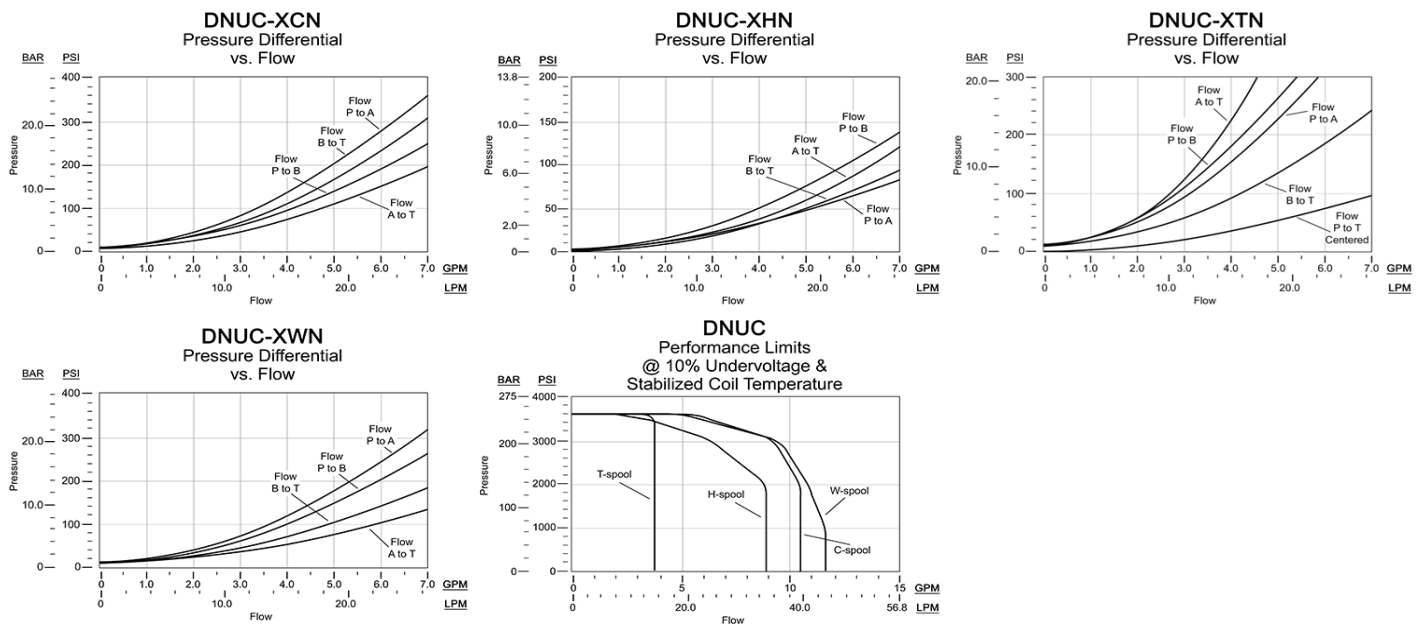 DNUC-XCN
Pressure Differential
vs. Flow
BAR PSI
400
300
20.0
200
10.0
100
0 0
Pressure
Flow
P to A
Flow
B to T
Flow
P to B
Flow
A to T
0 1.0 2.0 3.0 4.0 5.0 6.0 7.0 GPM
0 10.0 20.0 LPM
Flow
DNUC-XHN
Pressure Differential
vs. Flow
BAR PSI
13.8 200
10.0 150
6.0 100
50
2.0
0 0
Pressure
Flow
P to B
Flow
A to T
Flow
B to T
Flow
P to A
0 1.0 2.0 3.0 4.0 5.0 6.0 7.0 GPM
0 10.0 20.0 LPM
Flow
DNUC-XTN
Pressure Differential
vs. Flow
BAR PSI
20.0 300
200
10.0
100
0 0
Pressure
Flow
A to T
Flow
P to B
Flow
P to A
Flow
B to T
Flow
P to T
Centered
0 1.0 2.0 3.0 4.0 5.0 6.0 7.0 GPM
0 10.0 20.0 LPM
Flow
DNUC-XWN
Pressure Differential
vs. Flow
BAR PSI
400
300
20.0
200
10.0
100
0 0
Pressure
Flow
P to A
Flow
P to B
Flow
B to T
Flow
A to T
0 1.0 2.0 3.0 4.0 5.0 6.0 7.0 GPM
0 10.0 20.0 LPM
Flow
DNUC
Performance Limits
@ 10% Undervoltage &
Stabilized Coil Temperature
BAR PSI
275 4000
200 3000
2000
100
1000
0 0
Pressure
T-spool
H-spool
W-spool
C-spool
0 5 10 15 GPM
0 20.0 40.0 56.8 LPM
Flow